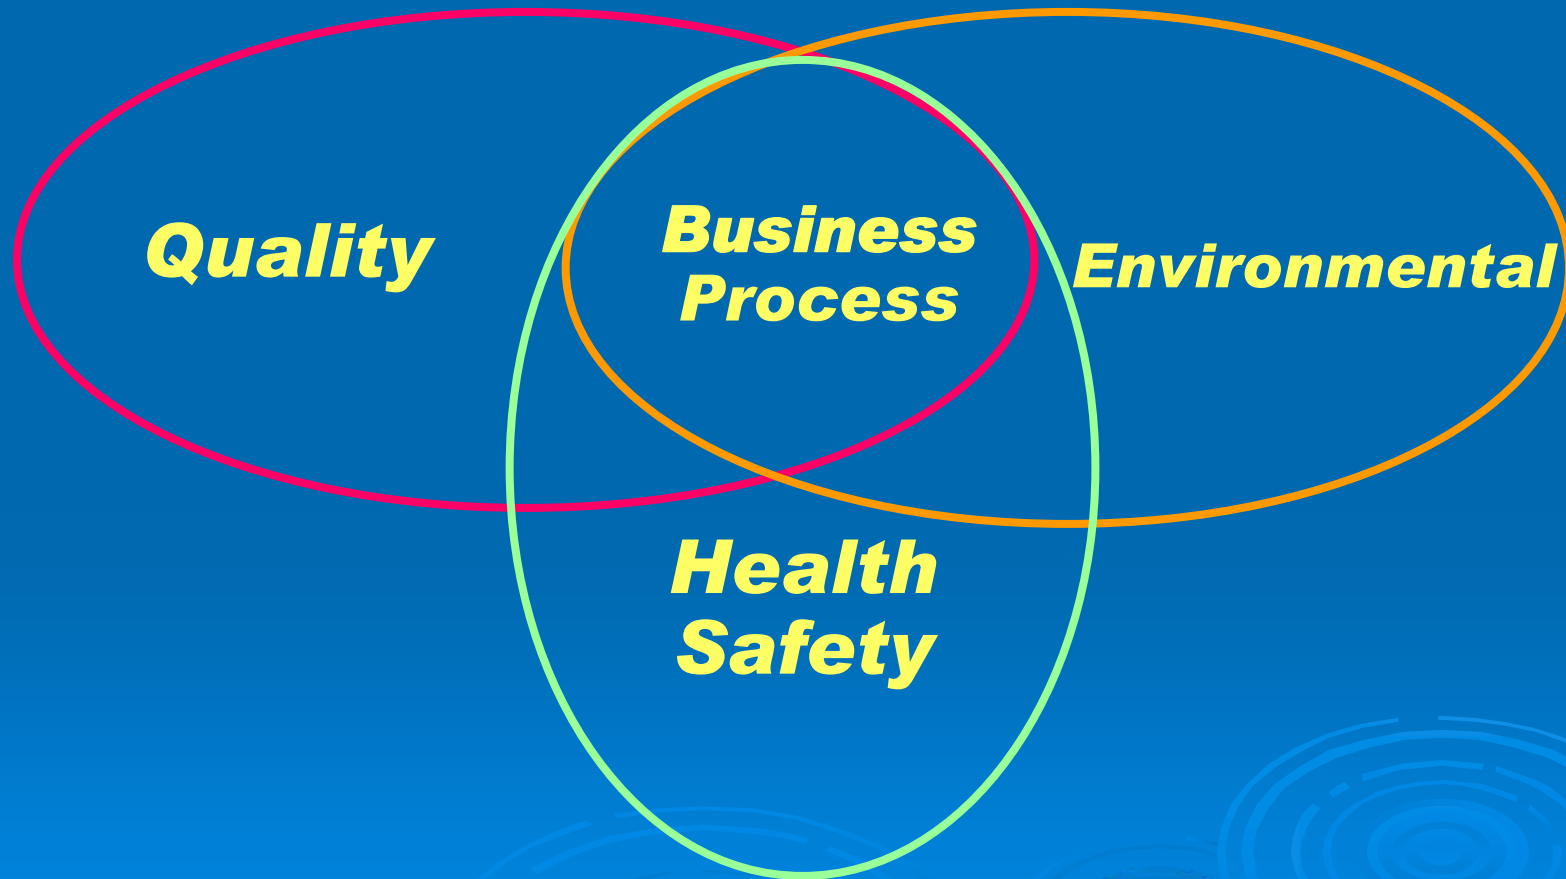 Quality
Business
Process
Environmental
Health
Safety